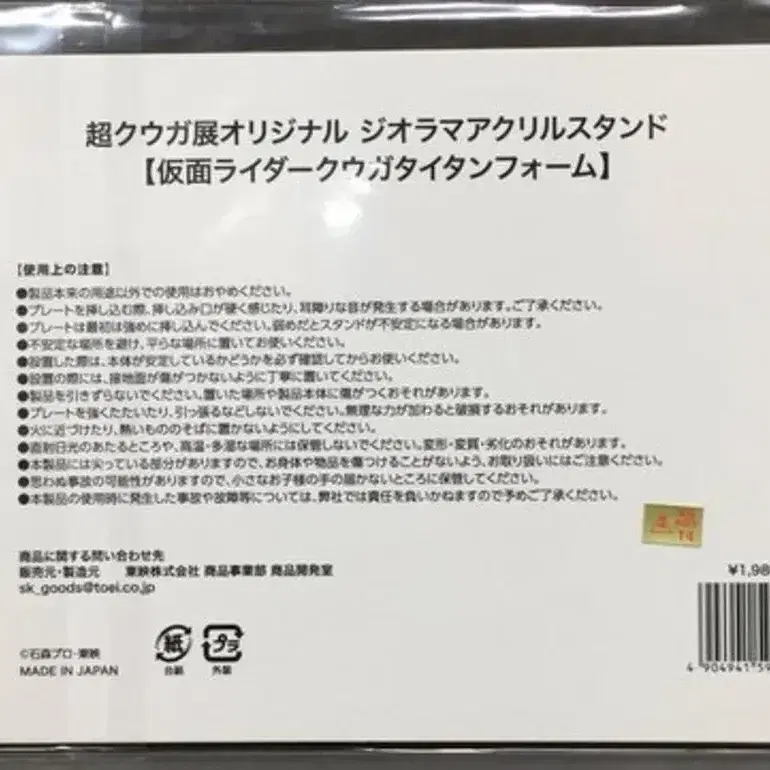 超クウガ展オリジナル ジオラマアクリルスタンド
【仮面ライダークウガタイタンフォーム】
【使用上の注意】
●製品本来の用途以外での使用はおやめください。
●プレートを挿し込む際、挿し込み口が硬く感じたり、耳障りな音が発生する場合があります。ご了承ください。
●プレートは最初は強めに挿し込んでください。弱めだとスタンドが不安定になる場合があります。
●不安定な場所を避け、平らな場所に置いてお使いください。
●設置した際は、本体が安定しているかどうかを必ず確認してからお使いください。
●設置の際には、接地面が傷がつかないように丁寧に置いてください。
●製品を引きずらないでください。置いた場所や製品本体に傷がつくおそれがあります。
●プレートを強くたたいたり、引っ張るなどしないでください。無理な力が加わると破損するおそれがあります。
●火に近づけたり、熱いもののそばに置かないようにしてください。
●直射日光のあたるところや、高温・多湿な場所には保管しないでください。変形・変質・劣化のおそれがあります。
●本製品には尖っている部分がありますので、お身体や物品を傷つけることがないよう、お取り扱いにはご注意ください。
●思わぬ事故の可能性がありますので、小さなお子様の手の届かないところに保管してください。
●本製品の使用時に発生した事故や故障等については、弊社では責任を負いかねますので予めご了承ください。
商品に関する問い合わせ先
販売元・製造元 東映株式会社 商品事業部 商品開発室
sk_goods@toei.co.jp
¥1,98
紙 プラ
台紙 外装
©石森プロ・東映
MADE IN JAPAN
4 904941 59